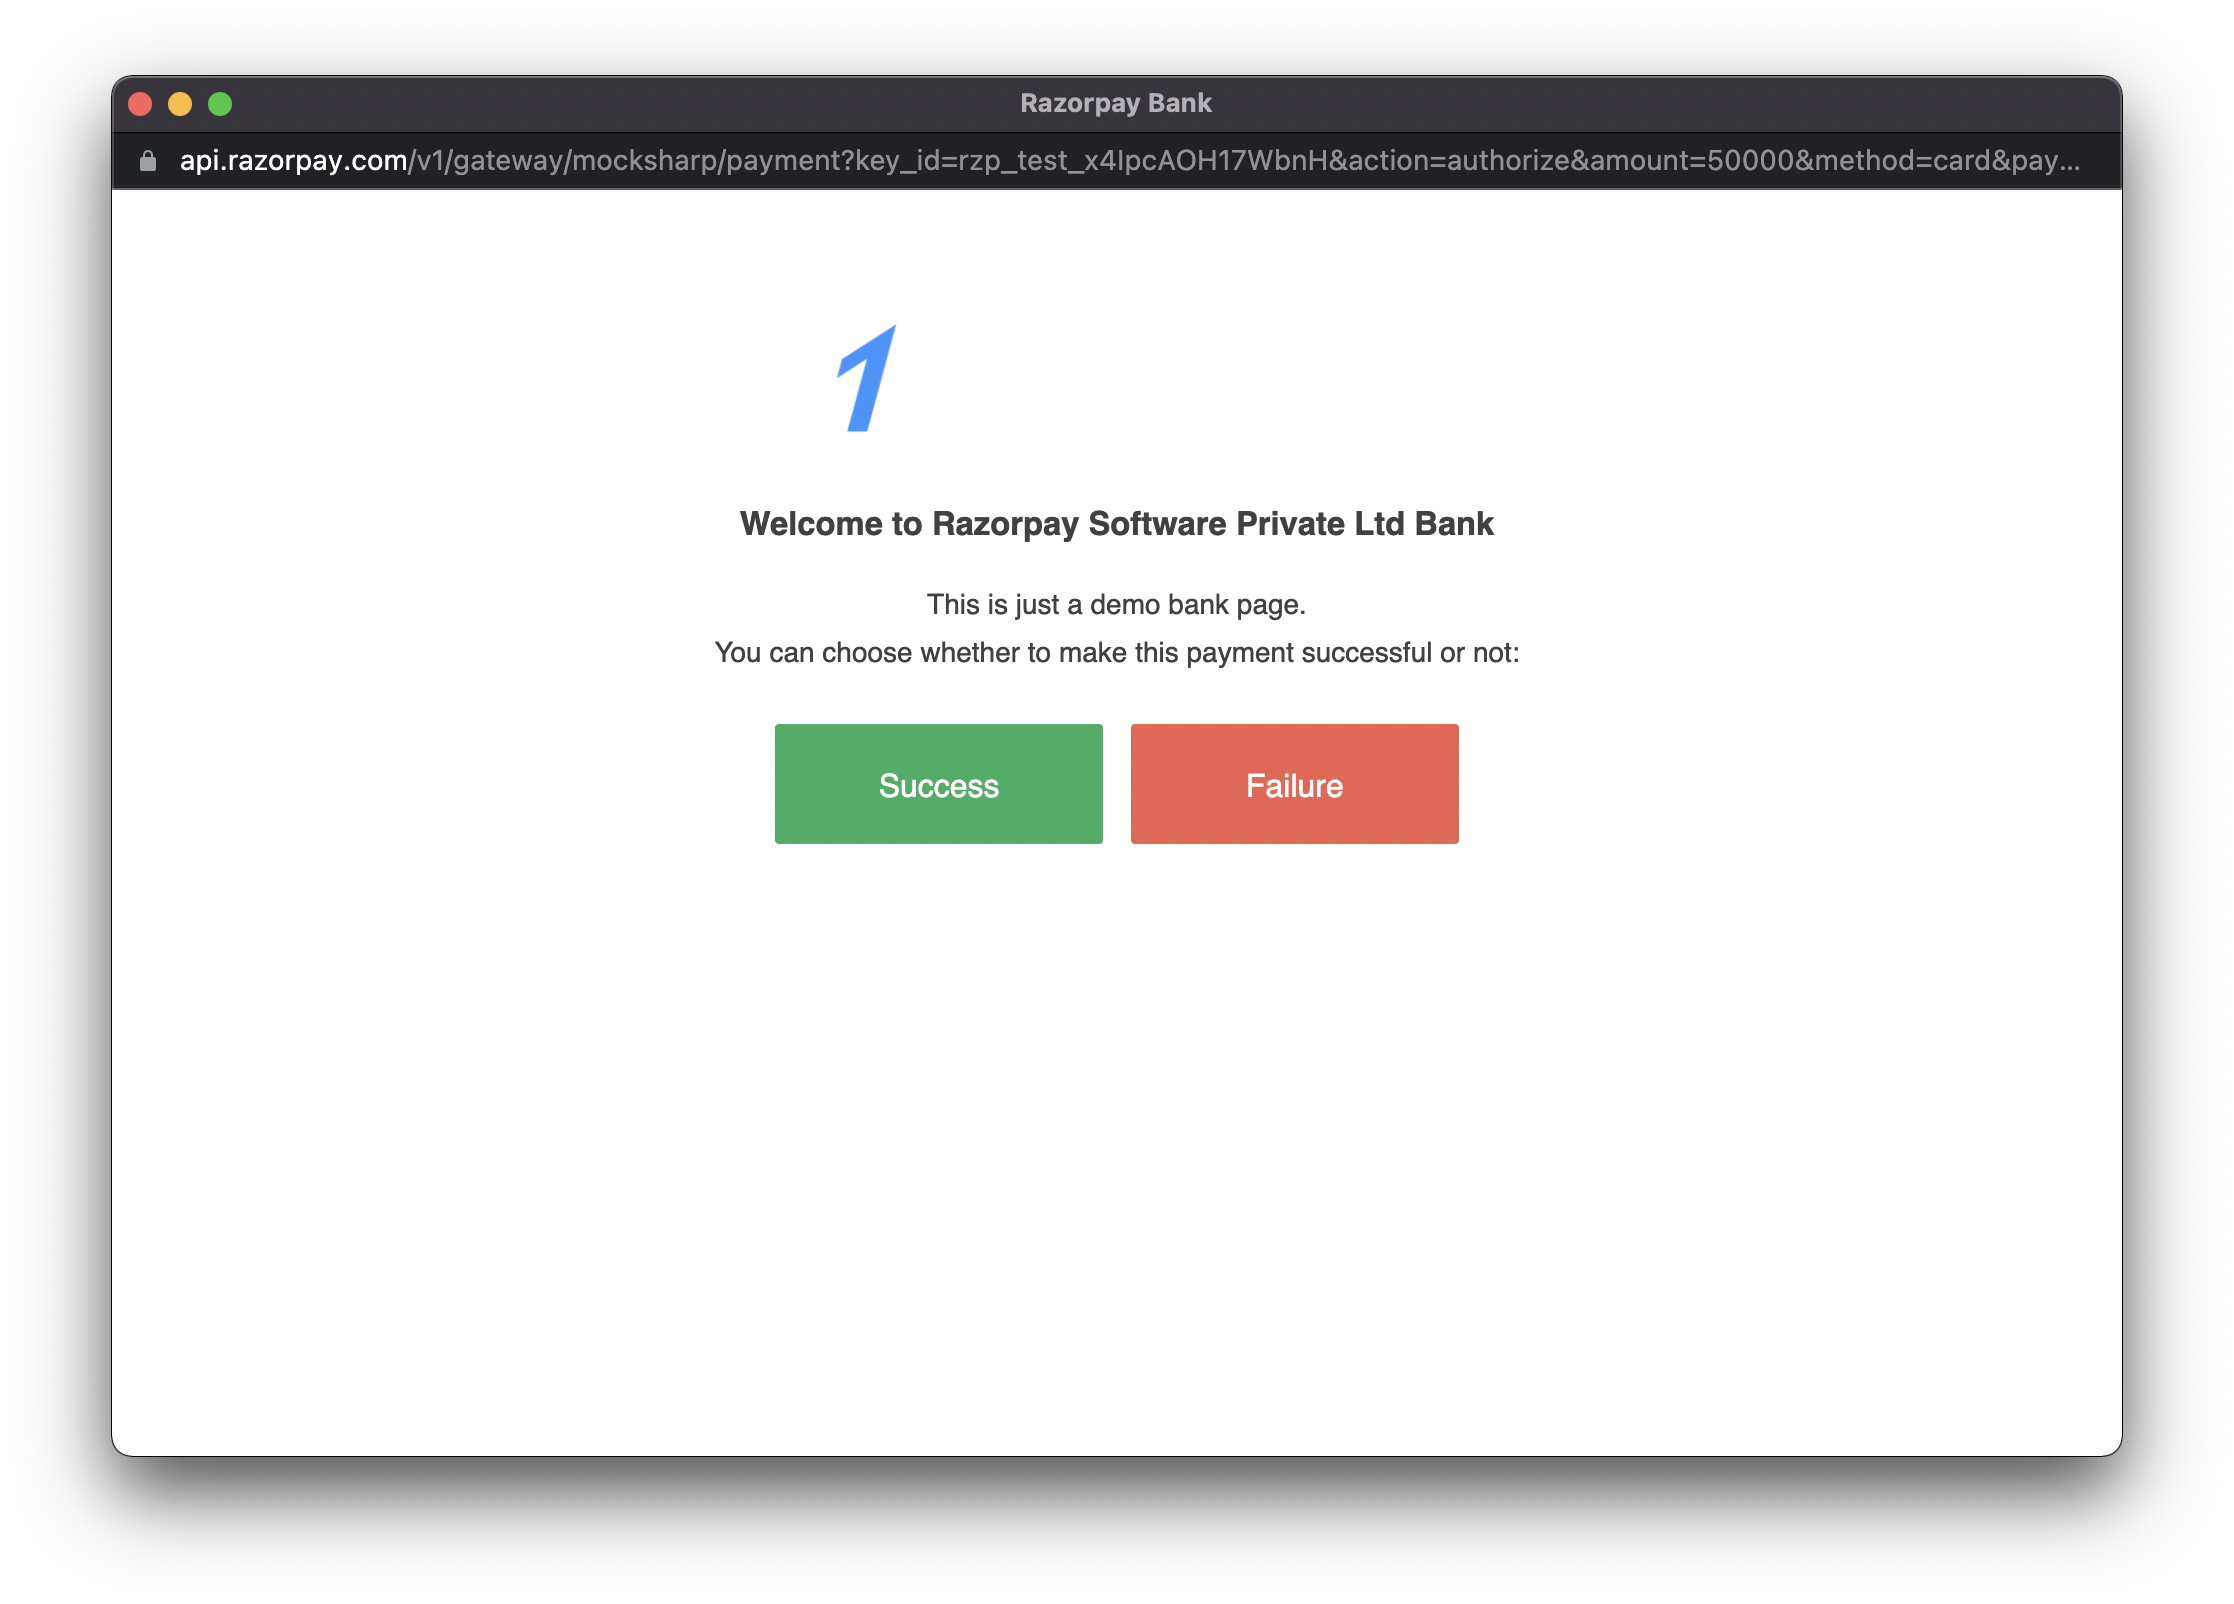 Razorpay Bank
api.razorpay.com/v1/gateway/mocksharp/payment?key_id=rzp_test_x4IpcAOH17WbnH&action=authorize&amount=50000&method=card&pay...
Welcome to Razorpay Software Private Ltd Bank
This is just a demo bank page.
You can choose whether to make this payment successful or not:
Success
Failure